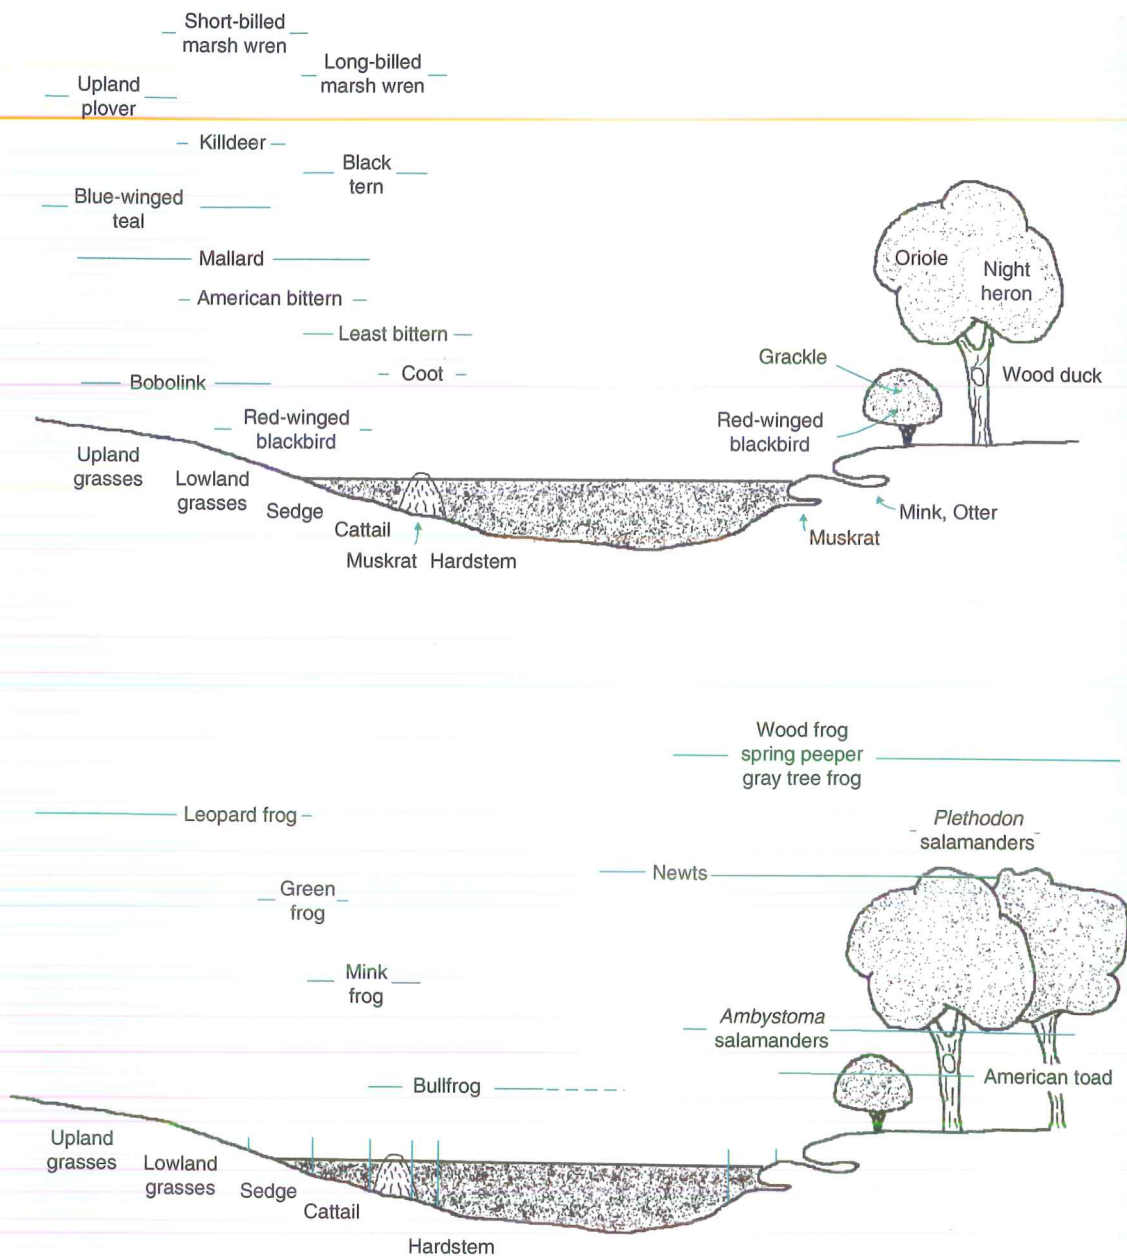 Short-billed
marsh wren
Long-billed
marsh wren
Upland
plover
Killdeer
Black
tern
Blue-winged
teal
Mallard
Oriole
Night
heron
American bittern
Least bittern
Grackle
Coot
Wood duck
Bobolink
Red-winged
blackbird
Red-winged
blackbird
Upland
grasses
Lowland
grasses
Sedge
Mink, Otter
Cattail
Muskrat
Muskrat
Hardstem
Wood frog
spring peeper
gray tree frog
Leopard frog
Plethodon
salamanders
Newts
Green
frog
Mink
frog
Ambystoma
salamanders
American toad
Bullfrog
Upland
grasses
Lowland
grasses
Sedge
Cattail
Hardstem